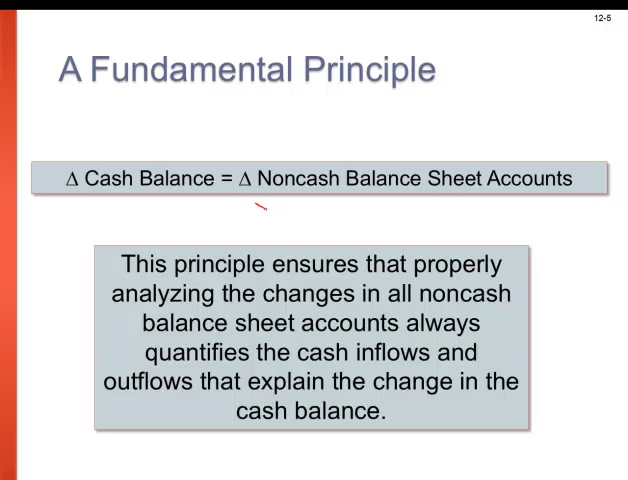 12-5
A Fundamental Principle
∆ Cash Balance = ∆ Noncash Balance Sheet Accounts
This principle ensures that properly
analyzing the changes in all noncash
balance sheet accounts always
quantifies the cash inflows and
outflows that explain the change in the
cash balance.